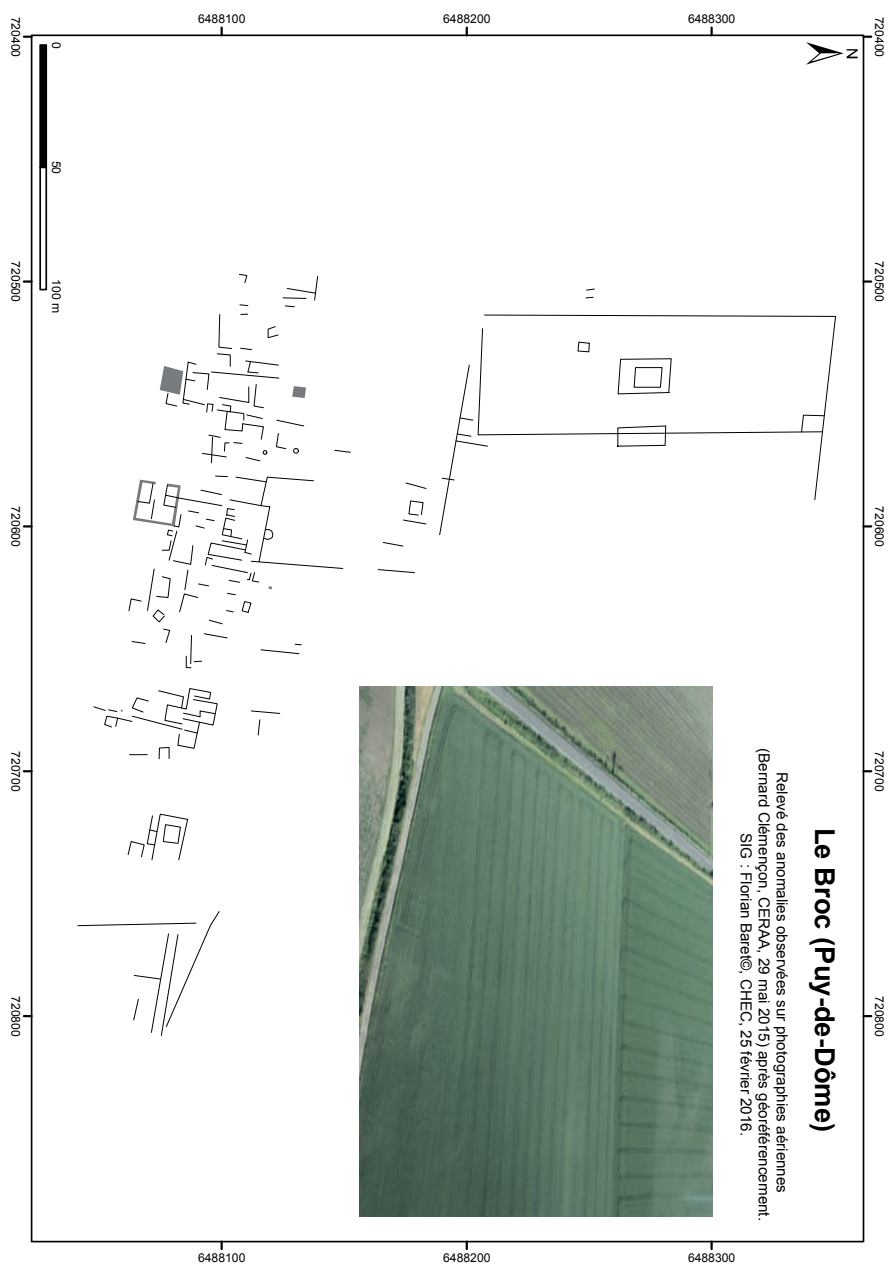 Le Broc (Puy-de-Dôme)
Relevé des anomalies observées sur photographies aériennes
(Bernard Clémençon, CERAA, 29 mai 2015) après géoréférencement.
SIG : Florian Baret©, CHEC, 25 février 2016.
N
0 50 100 m
720400 720500 720600 720700 720800
720400 720500 720600 720700 720800
6488300
6488200
6488100
6488300
6488200
6488100